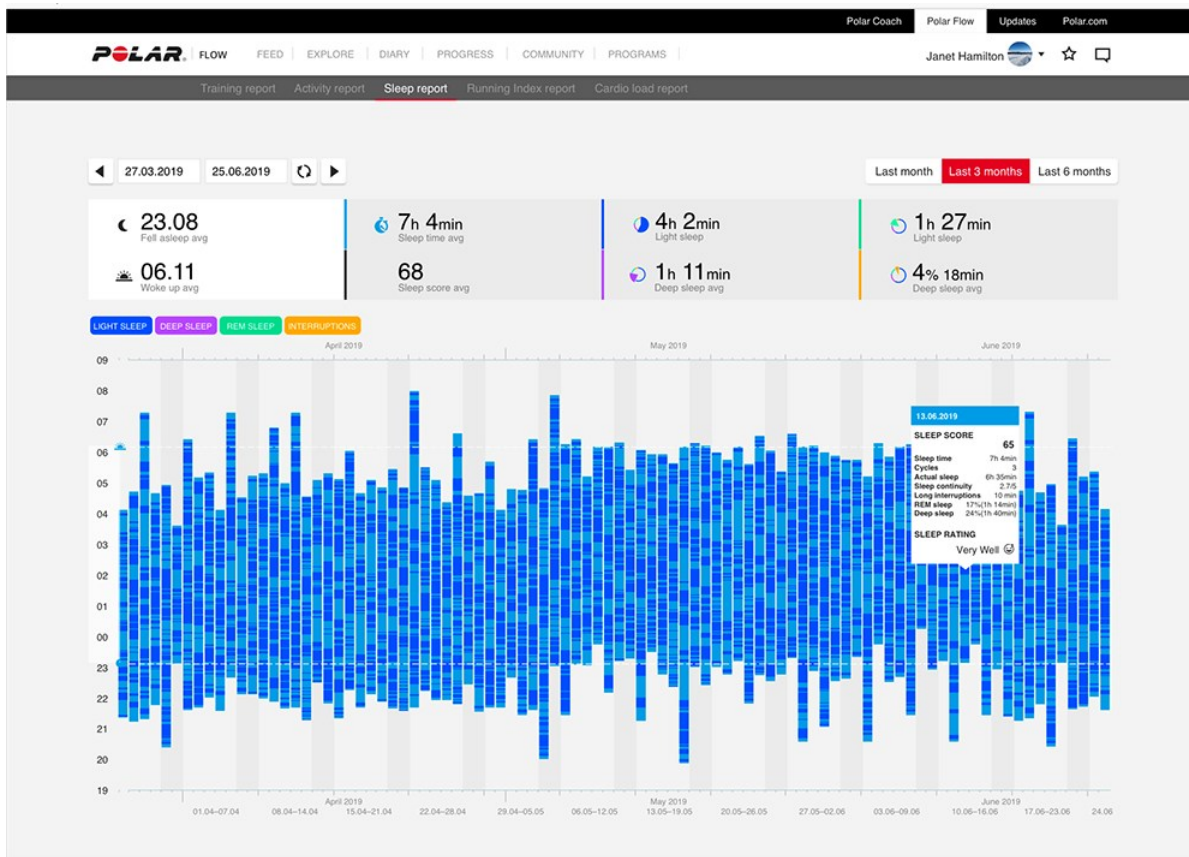 Polar Coach Polar Flow Updates Polar.com
POLAR. FLOW FEED EXPLORE DIARY PROGRESS COMMUNITY PROGRAMS Janet Hamilton
Training report Activity report Sleep report Running Index report Cardio load report
27.03.2019 25.06.2019 Last month Last 3 months Last 6 months
23.08 7h 4min 4h 2min 1h 27min
Fell asleep avg Sleep time avg Light sleep Light sleep
06.11 68 1h 11min 4% 18min
Woke up avg Sleep score avg Deep sleep avg Deep sleep avg
LIGHT SLEEP DEEP SLEEP REM SLEEP INTERRUPTIONS
April 2019 May 2019 June 2019
09
08
07
06
05
04
03
02
01
00
23
22
21
20
19
13.06.2019
SLEEP SCORE
65
Sleep time 7h 4min
Cycles 3
Actual sleep 6h 35min
Sleep continuity 2.7/5
Long interruptions 10 min
REM sleep 17%(1h 14min)
Deep sleep 24%(1h 40min)
SLEEP RATING
Very Well
April 2019 May 2019 June 2019
01.04–07.04 08.04–14.04 15.04–21.04 22.04–28.04 29.04–05.05 06.05–12.05 13.05–19.05 20.05–26.05 27.05–02.06 03.06–09.06 10.06–16.06 17.06–23.06 24.06